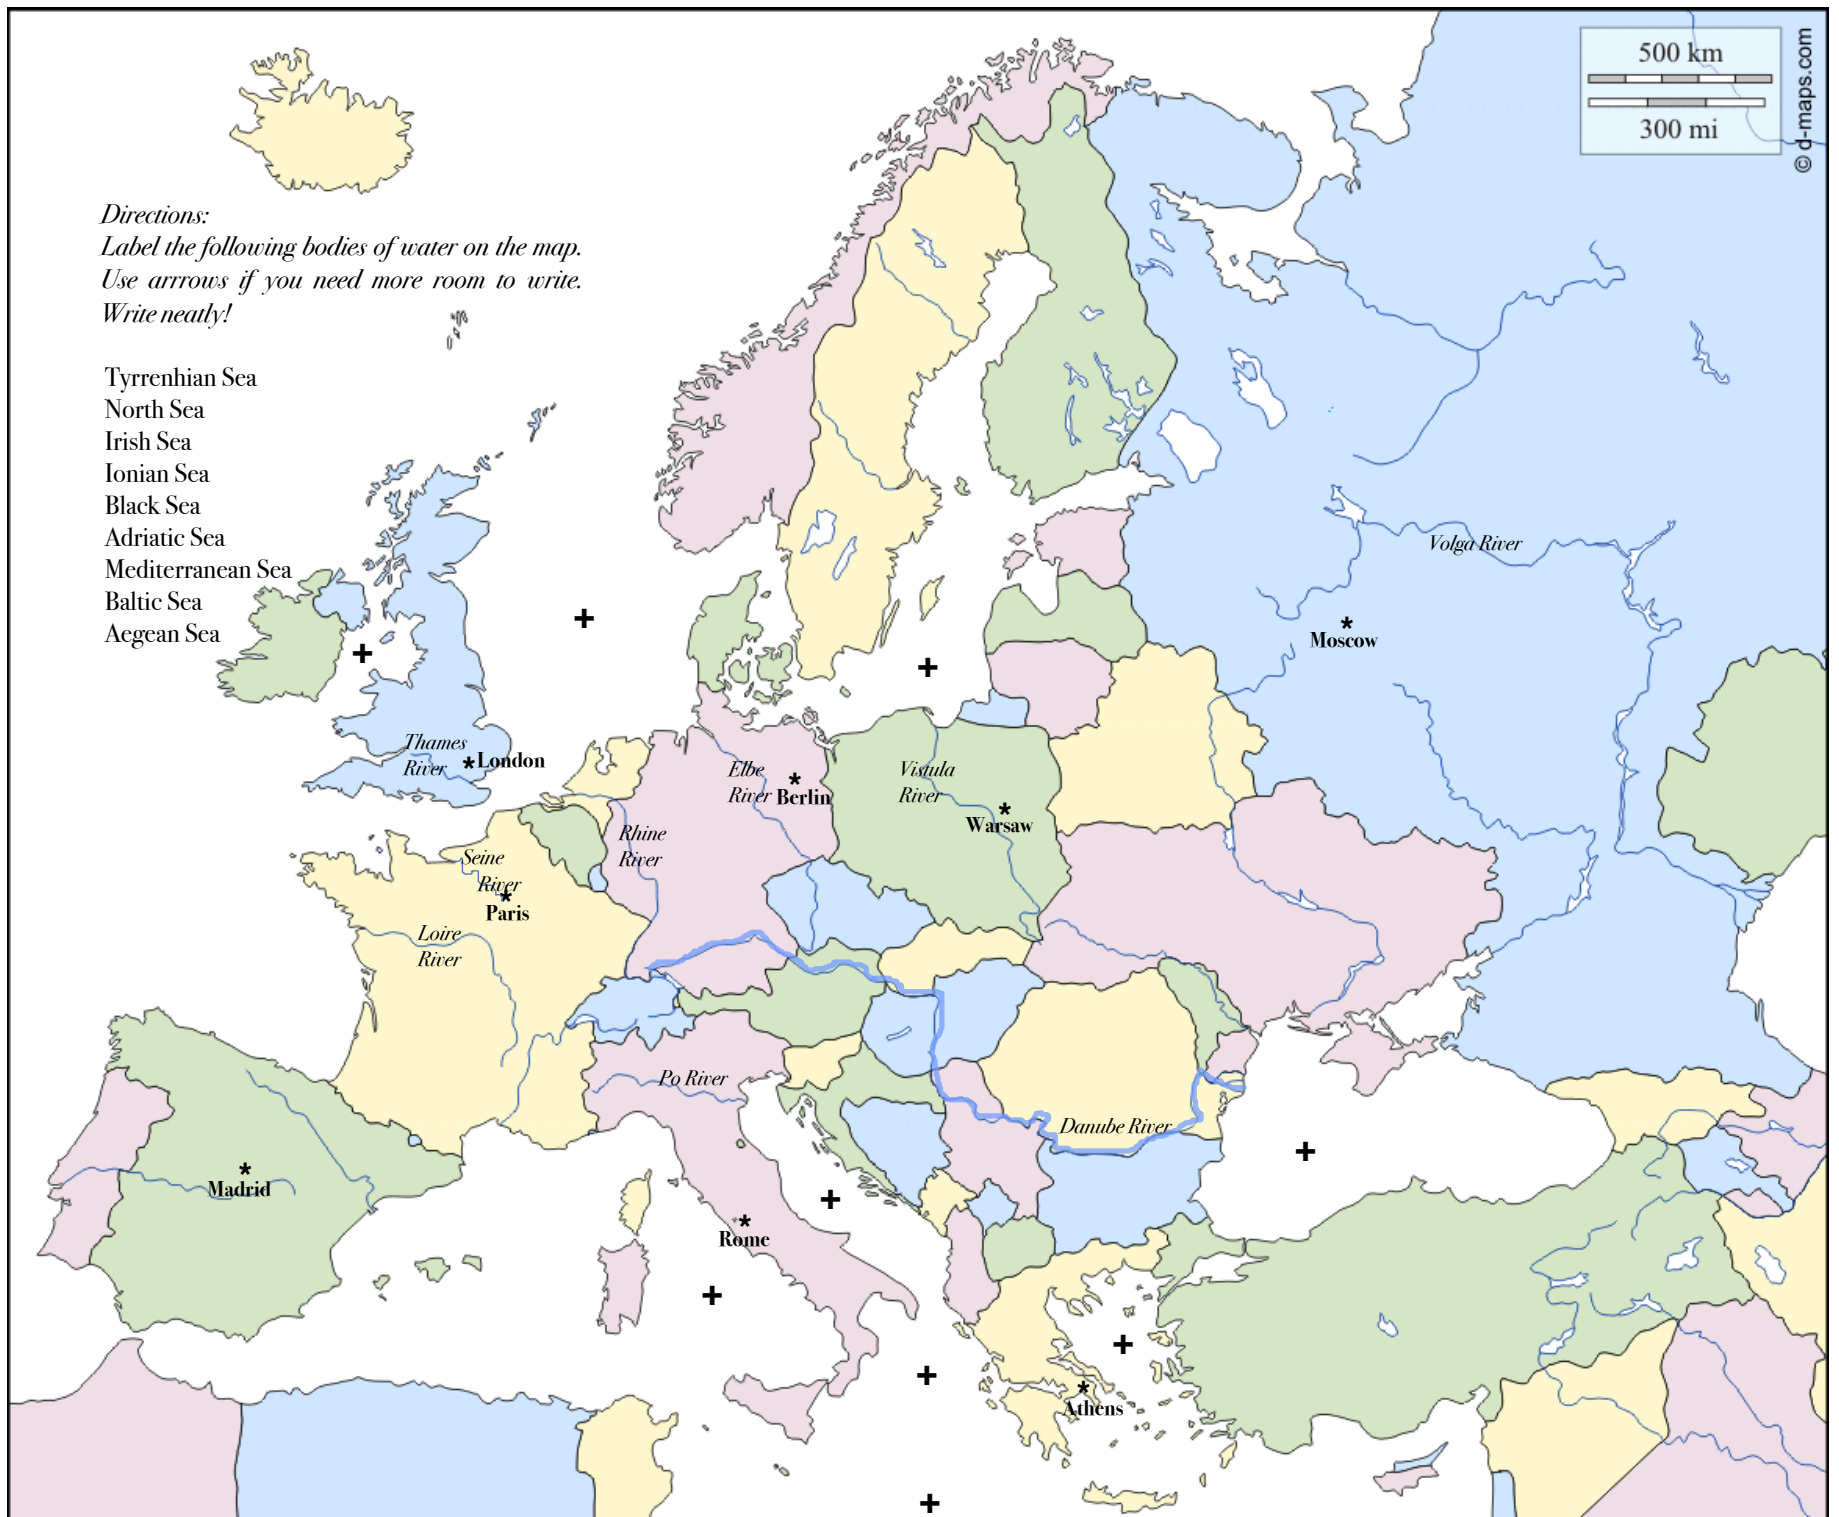 500 km
300 mi
© d-maps.com
Directions:
Label the following bodies of water on the map.
Use arrrows if you need more room to write.
Write neatly!
Tyrrenhian Sea
North Sea
Irish Sea
Ionian Sea
Black Sea
Adriatic Sea
Mediterranean Sea
Baltic Sea
Aegean Sea
Volga River
Moscow
Thames
River
London
Elbe
River
Berlin
Vistula
River
Warsaw
Rhine
River
Seine
River
Paris
Loire
River
Po River
Danube River
Madrid
Rome
Athens